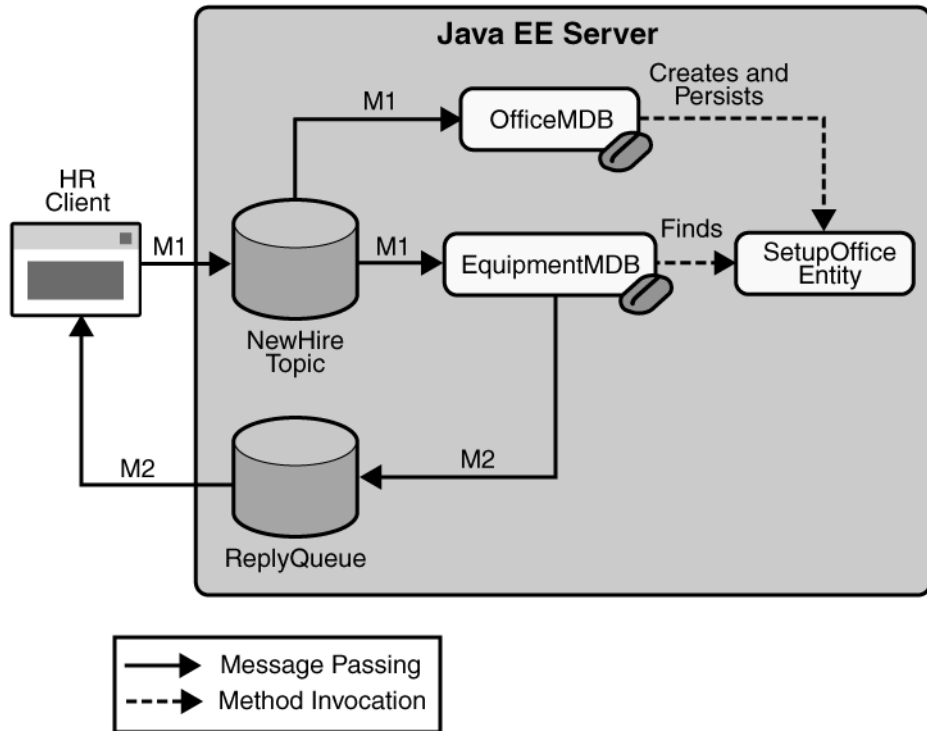 Java EE Server
Creates and
Persists
M1
OfficeMDB
HR
Client
M1
M1
EquipmentMDB
Finds
SetupOffice
Entity
NewHire
Topic
M2
M2
ReplyQueue
Message Passing
Method Invocation